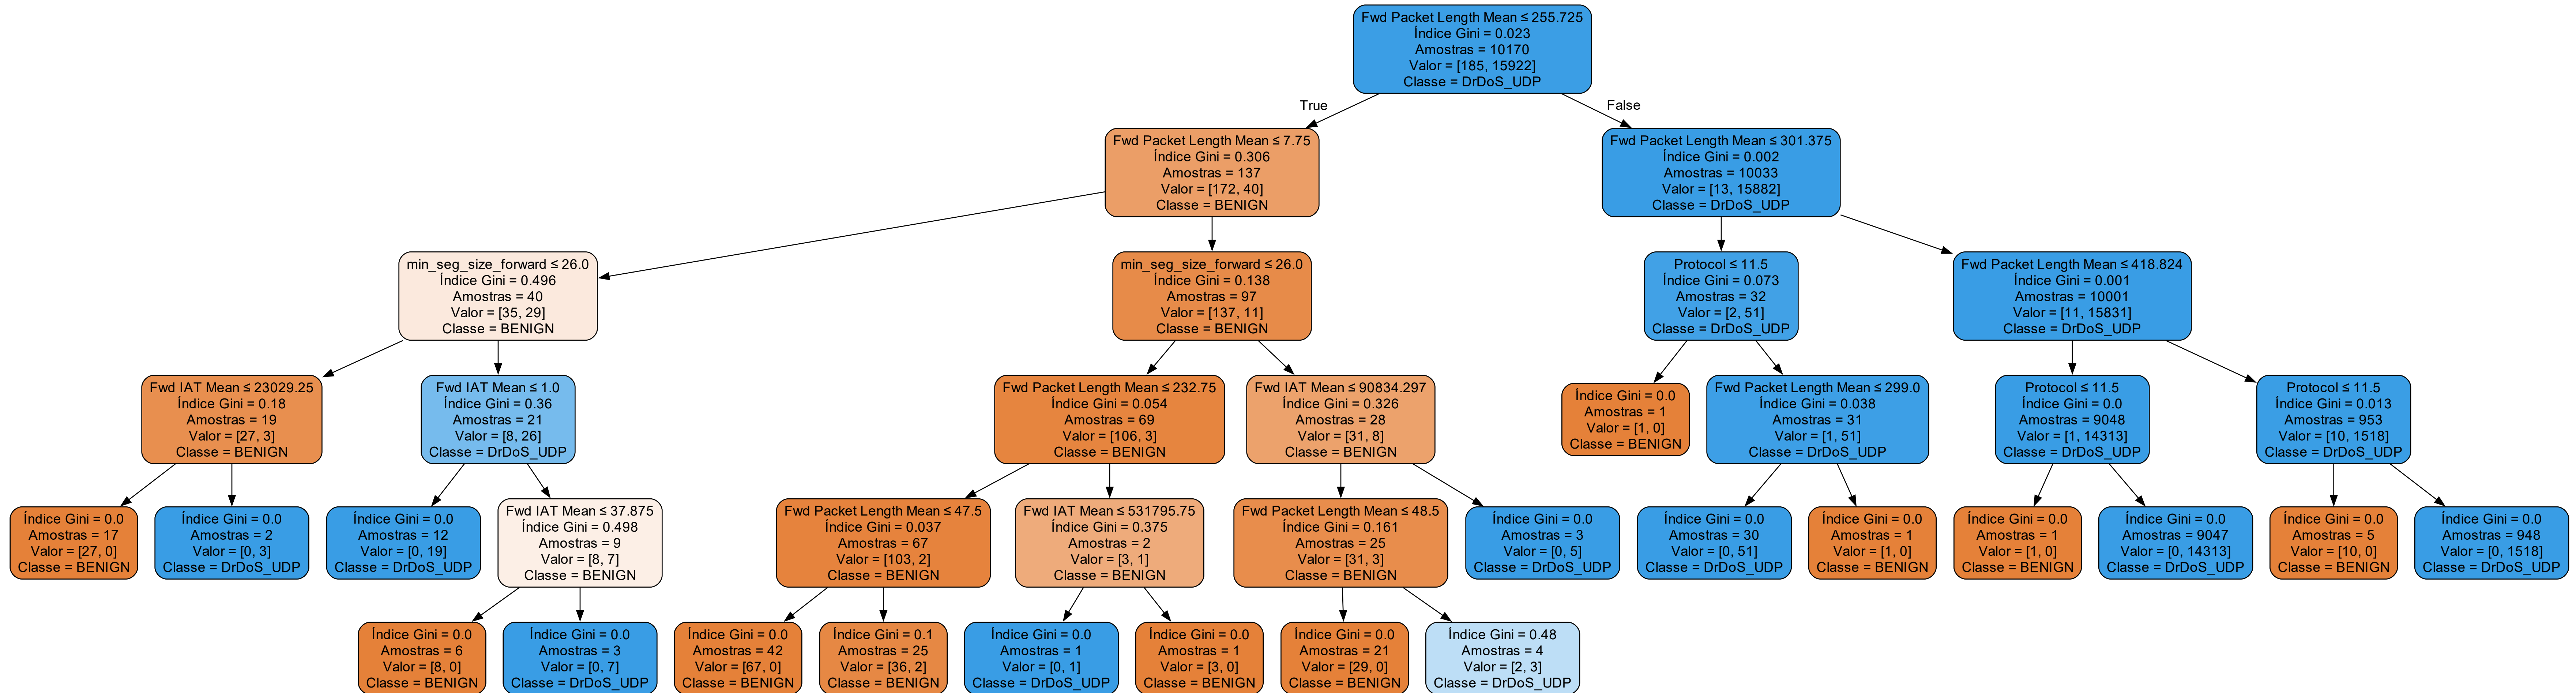 Fwd Packet Length Mean ≤ 255.725
Índice Gini = 0.023
Amostras = 10170
Valor = [185, 15922]
Classe = DrDoS_UDP
True
False
Fwd Packet Length Mean ≤ 7.75
Índice Gini = 0.306
Amostras = 137
Valor = [172, 40]
Classe = BENIGN
Fwd Packet Length Mean ≤ 301.375
Índice Gini = 0.002
Amostras = 10033
Valor = [13, 15882]
Classe = DrDoS_UDP
min_seg_size_forward ≤ 26.0
Índice Gini = 0.496
Amostras = 40
Valor = [35, 29]
Classe = BENIGN
min_seg_size_forward ≤ 26.0
Índice Gini = 0.138
Amostras = 97
Valor = [137, 11]
Classe = BENIGN
Protocol ≤ 11.5
Índice Gini = 0.073
Amostras = 32
Valor = [2, 51]
Classe = DrDoS_UDP
Fwd Packet Length Mean ≤ 418.824
Índice Gini = 0.001
Amostras = 10001
Valor = [11, 15831]
Classe = DrDoS_UDP
Fwd IAT Mean ≤ 23029.25
Índice Gini = 0.18
Amostras = 19
Valor = [27, 3]
Classe = BENIGN
Fwd IAT Mean ≤ 1.0
Índice Gini = 0.36
Amostras = 21
Valor = [8, 26]
Classe = DrDoS_UDP
Fwd Packet Length Mean ≤ 232.75
Índice Gini = 0.054
Amostras = 69
Valor = [106, 3]
Classe = BENIGN
Fwd IAT Mean ≤ 90834.297
Índice Gini = 0.326
Amostras = 28
Valor = [31, 8]
Classe = BENIGN
Índice Gini = 0.0
Amostras = 1
Valor = [1, 0]
Classe = BENIGN
Fwd Packet Length Mean ≤ 299.0
Índice Gini = 0.038
Amostras = 31
Valor = [1, 51]
Classe = DrDoS_UDP
Protocol ≤ 11.5
Índice Gini = 0.0
Amostras = 9048
Valor = [1, 14313]
Classe = DrDoS_UDP
Protocol ≤ 11.5
Índice Gini = 0.013
Amostras = 953
Valor = [10, 1518]
Classe = DrDoS_UDP
Índice Gini = 0.0
Amostras = 17
Valor = [27, 0]
Classe = BENIGN
Índice Gini = 0.0
Amostras = 2
Valor = [0, 3]
Classe = DrDoS_UDP
Índice Gini = 0.0
Amostras = 12
Valor = [0, 19]
Classe = DrDoS_UDP
Fwd IAT Mean ≤ 37.875
Índice Gini = 0.498
Amostras = 9
Valor = [8, 7]
Classe = BENIGN
Fwd Packet Length Mean ≤ 47.5
Índice Gini = 0.037
Amostras = 67
Valor = [103, 2]
Classe = BENIGN
Fwd IAT Mean ≤ 531795.75
Índice Gini = 0.375
Amostras = 2
Valor = [3, 1]
Classe = BENIGN
Fwd Packet Length Mean ≤ 48.5
Índice Gini = 0.161
Amostras = 25
Valor = [31, 3]
Classe = BENIGN
Índice Gini = 0.0
Amostras = 3
Valor = [0, 5]
Classe = DrDoS_UDP
Índice Gini = 0.0
Amostras = 30
Valor = [0, 51]
Classe = DrDoS_UDP
Índice Gini = 0.0
Amostras = 1
Valor = [1, 0]
Classe = BENIGN
Índice Gini = 0.0
Amostras = 1
Valor = [1, 0]
Classe = BENIGN
Índice Gini = 0.0
Amostras = 9047
Valor = [0, 14313]
Classe = DrDoS_UDP
Índice Gini = 0.0
Amostras = 5
Valor = [10, 0]
Classe = BENIGN
Índice Gini = 0.0
Amostras = 948
Valor = [0, 1518]
Classe = DrDoS_UDP
Índice Gini = 0.0
Amostras = 6
Valor = [8, 0]
Classe = BENIGN
Índice Gini = 0.0
Amostras = 3
Valor = [0, 7]
Classe = DrDoS_UDP
Índice Gini = 0.0
Amostras = 42
Valor = [67, 0]
Classe = BENIGN
Índice Gini = 0.1
Amostras = 25
Valor = [36, 2]
Classe = BENIGN
Índice Gini = 0.0
Amostras = 1
Valor = [0, 1]
Classe = DrDoS_UDP
Índice Gini = 0.0
Amostras = 1
Valor = [3, 0]
Classe = BENIGN
Índice Gini = 0.0
Amostras = 21
Valor = [29, 0]
Classe = BENIGN
Índice Gini = 0.48
Amostras = 4
Valor = [2, 3]
Classe = DrDoS_UDP